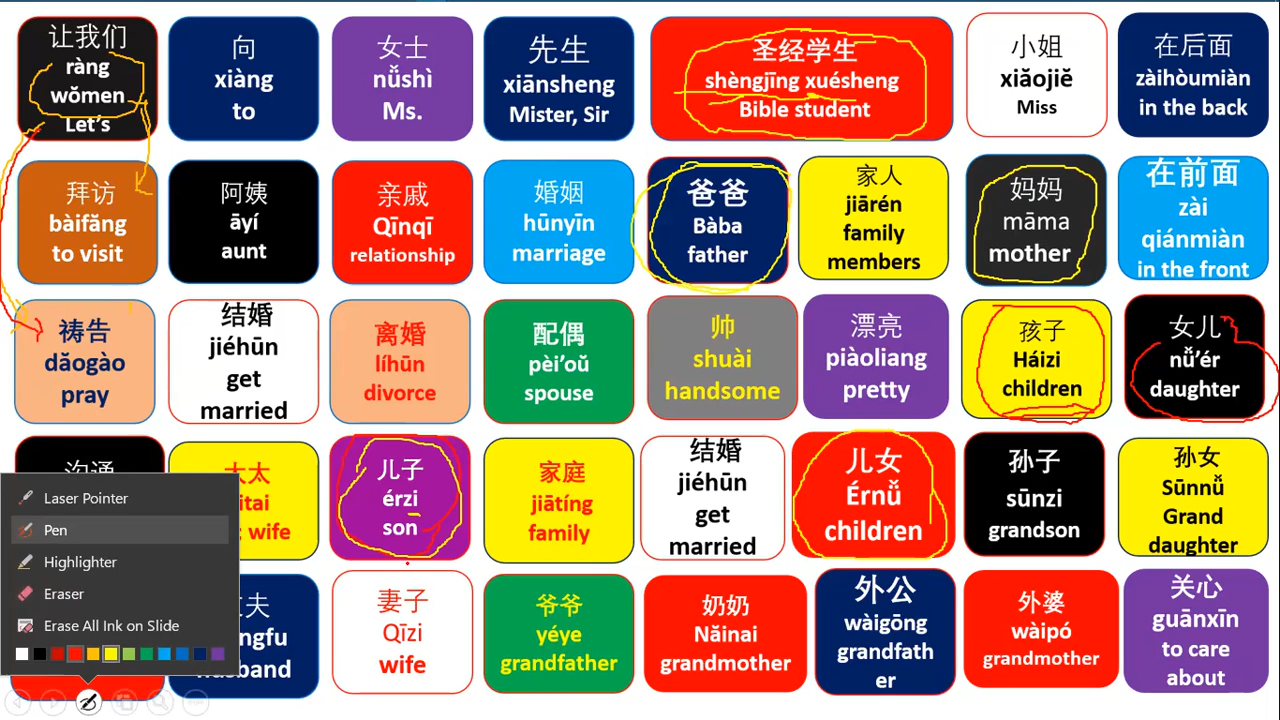 让我们
ràng
wǒmen
Let's
向
xiàng
to
女士
nǚshì
Ms.
先生
xiānsheng
Mister, Sir
圣经学生
shèngjīng xuésheng
Bible student
小姐
xiǎojiě
Miss
在后面
zàihòumiàn
in the back
拜访
bàifǎng
to visit
阿姨
āyí
aunt
亲戚
Qīnqī
relationship
婚姻
hūnyīn
marriage
爸爸
Bàba
father
家人
jiārén
family
members
妈妈
māma
mother
在前面
zài
qiánmiàn
in the front
祷告
dǎogào
pray
结婚
jiéhūn
get
married
离婚
líhūn
divorce
配偶
pèi'oǔ
spouse
帅
shuài
handsome
漂亮
piàoliang
pretty
孩子
Háizi
children
女儿
nǚ'ér
daughter
沟通
太太
itai
wife
儿子
érzi
son
家庭
jiātíng
family
结婚
jiéhūn
get
married
儿女
Érnǚ
children
孙子
sūnzi
grandson
孙女
Sūnnǚ
Grand
daughter
夫
ngfu
usband
妻子
Qīzi
wife
爷爷
yéye
grandfather
奶奶
Nǎinai
grandmother
外公
wàigōng
grandfath
er
外婆
wàipó
grandmother
关心
guānxīn
to care
about
Laser Pointer
Pen
Highlighter
Eraser
Erase All Ink on Slide